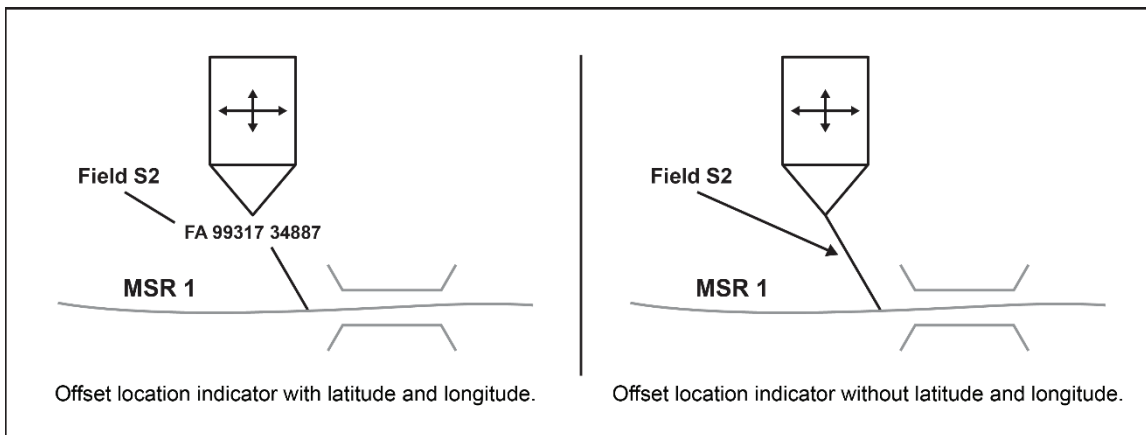 Field S2
FA 99317 34887
MSR 1
Offset location indicator with latitude and longitude.
Field S2
MSR 1
Offset location indicator without latitude and longitude.